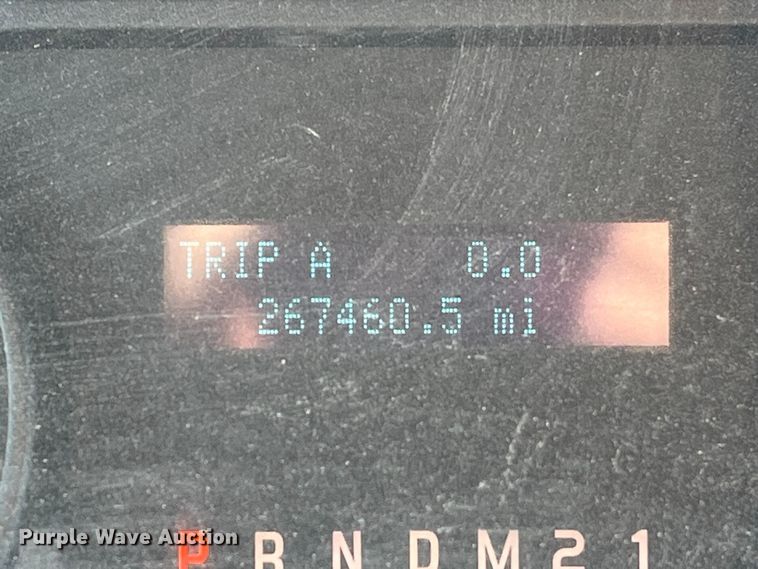 TRIP A 0.0
267460.5 mi
P R N D M 2 1
Purple Wave Auction